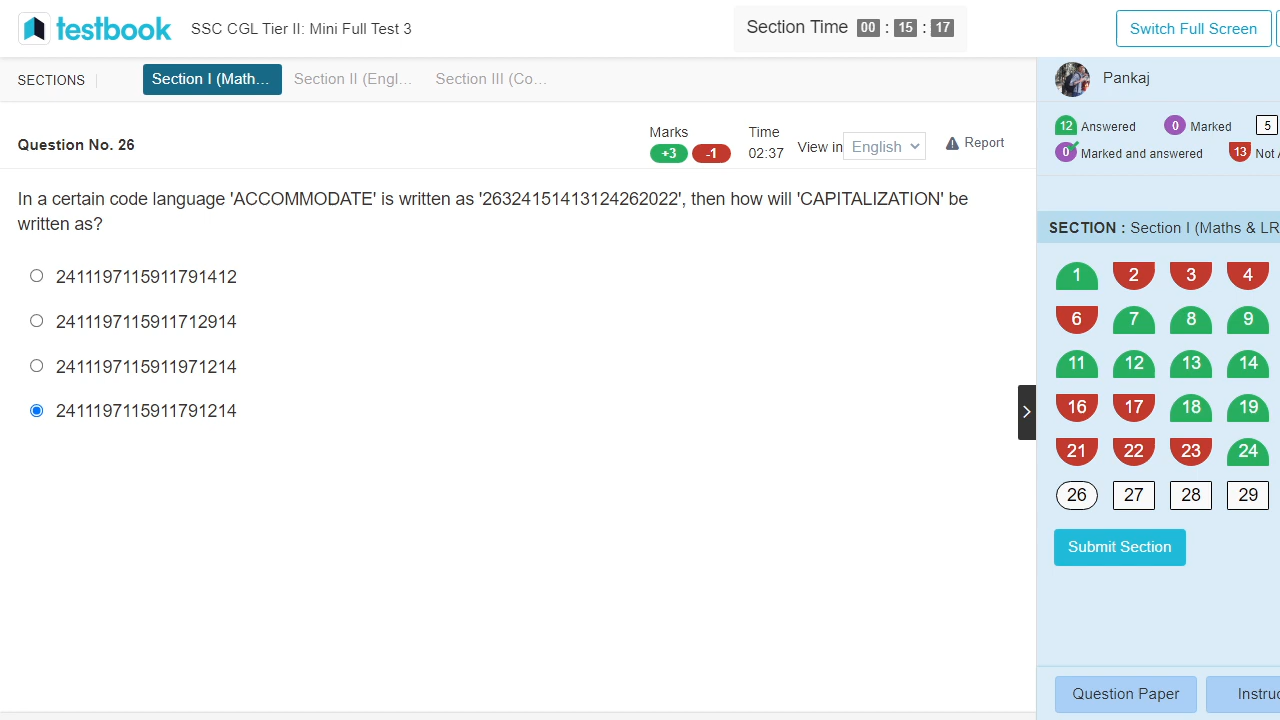 testbook SSC CGL Tier II: Mini Full Test 3 Section Time 00 : 15 : 17 Switch Full Screen
SECTIONS Section I (Math... Section II (Engl... Section III (Co... Pankaj
12 Answered 0 Marked 5
0 Marked and answered 13 Not
Question No. 26 Marks +3 -1 Time 02:37 View in English Report
In a certain code language 'ACCOMMODATE' is written as '26324151413124262022', then how will 'CAPITALIZATION' be
written as?
2411197115911791412
2411197115911712914
2411197115911971214
2411197115911791214
SECTION : Section I (Maths & LR
1 2 3 4
6 7 8 9
11 12 13 14
16 17 18 19
21 22 23 24
26 27 28 29
Submit Section
Question Paper Instruc